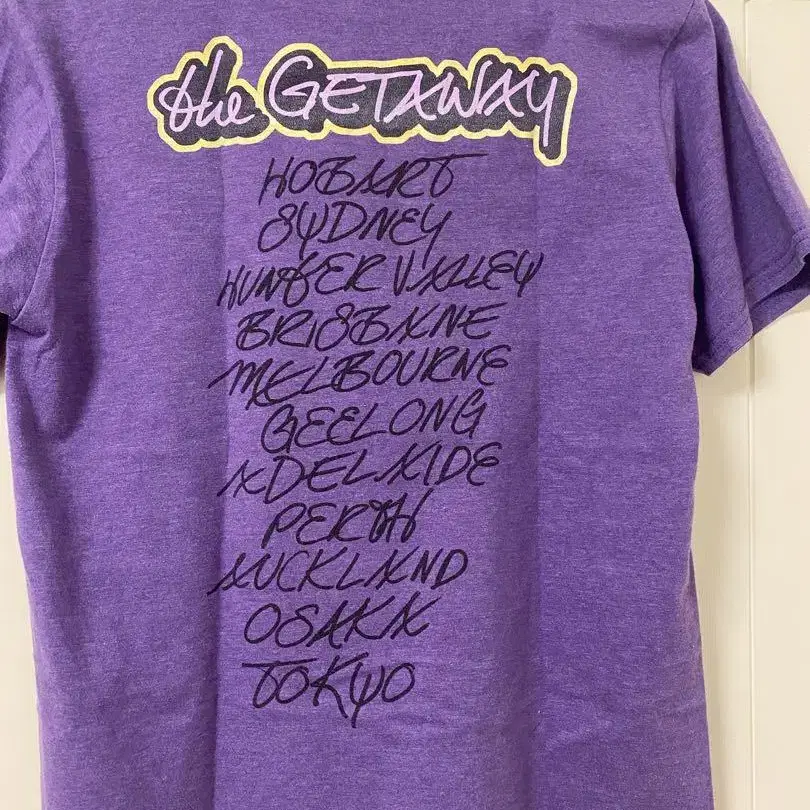 the GETAWAY
HOBART
SYDNEY
HUNTER VALLEY
BRISBANE
MELBOURNE
GEELONG
ADELAIDE
PERTH
AUCKLAND
OSAKA
TOKYO